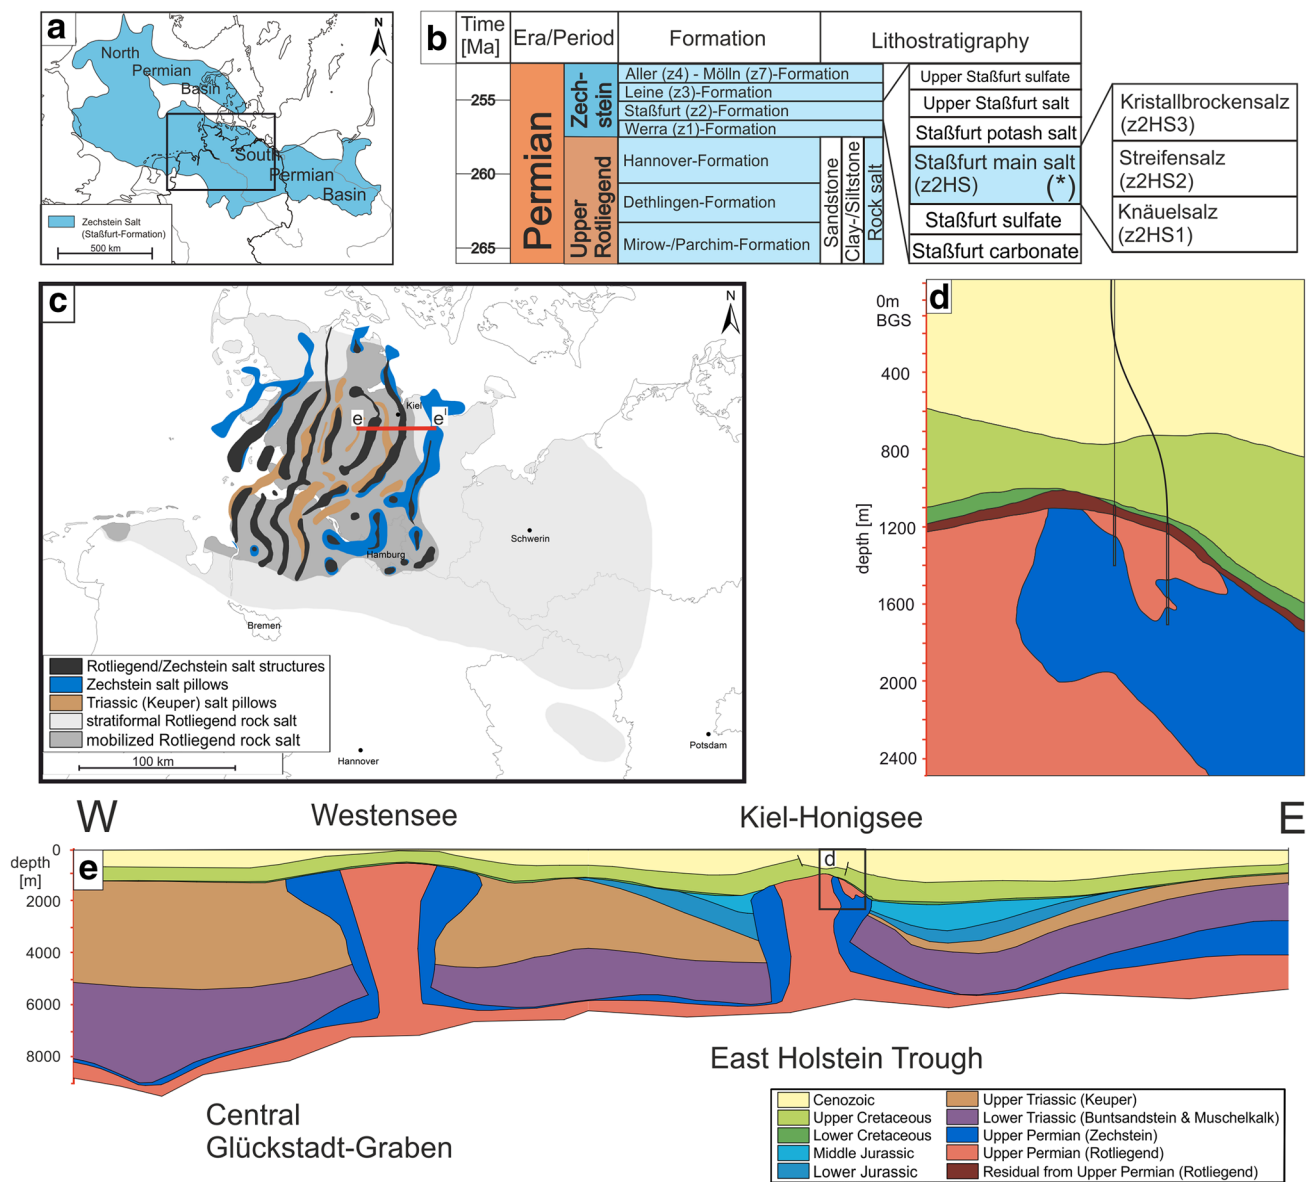 a
N
North
Permian
Basin
South
Permian
Basin
Zechstein Salt
(Staßfurt-Formation)
500 km
b
Time
[Ma]
Era/Period
Formation
Lithostratigraphy
255
260
265
Permian
Zech-
stein
Upper
Rotliegend
Aller (z4) - Mölln (z7)-Formation
Leine (z3)-Formation
Staßfurt (z2)-Formation
Werra (z1)-Formation
Hannover-Formation
Dethlingen-Formation
Mirow-/Parchim-Formation
Sandstone
Clay-/Siltstone
Rock salt
Upper Staßfurt sulfate
Upper Staßfurt salt
Staßfurt potash salt
Staßfurt main salt
(z2HS) (*)
Staßfurt sulfate
Staßfurt carbonate
Kristallbrockensalz
(z2HS3)
Streifensalz
(z2HS2)
Knäuelsalz
(z2HS1)
c
N
Kiel
e
e'
Schwerin
Hamburg
Bremen
Hannover
Potsdam
Rotliegend/Zechstein salt structures
Zechstein salt pillows
Triassic (Keuper) salt pillows
stratiformal Rotliegend rock salt
mobilized Rotliegend rock salt
100 km
d
0m
BGS
400
800
1200
1600
2000
2400
depth [m]
W
Westensee
Kiel-Honigsee
E
e
depth
[m]
0
2000
4000
6000
8000
d
East Holstein Trough
Central
Glückstadt-Graben
Cenozoic
Upper Cretaceous
Lower Cretaceous
Middle Jurassic
Lower Jurassic
Upper Triassic (Keuper)
Lower Triassic (Buntsandstein & Muschelkalk)
Upper Permian (Zechstein)
Upper Permian (Rotliegend)
Residual from Upper Permian (Rotliegend)